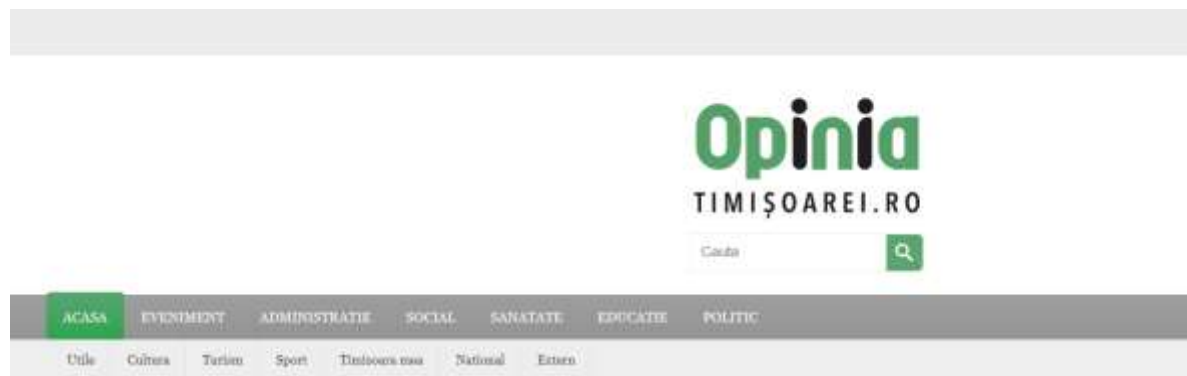 Opinia
TIMIȘOAREI.RO
Cauta
ACASA EVENIMENT ADMINISTRATIE SOCIAL SANATATE EDUCATIE POLITIC
Utile Cultura Turism Sport Timisoara mea National Extern